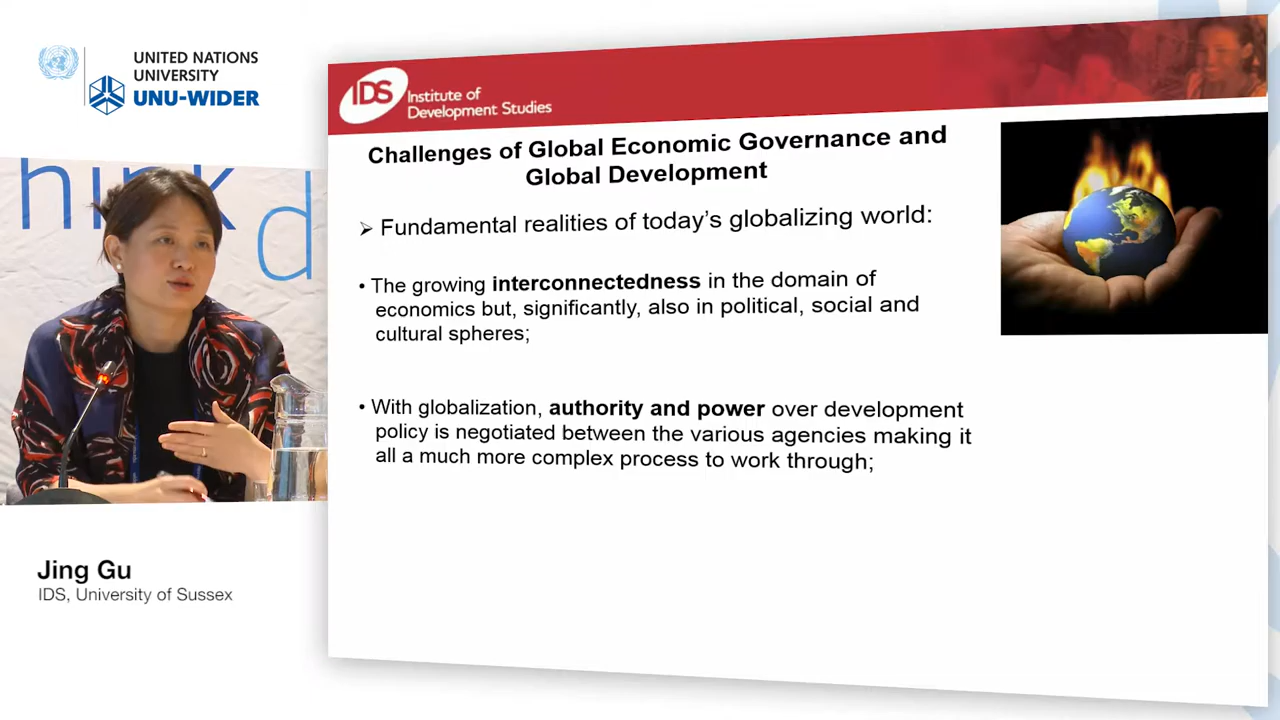 UNITED NATIONS
UNIVERSITY
UNU-WIDER
hink
d
Jing Gu
IDS, University of Sussex
IDS
Institute of
Development Studies
Challenges of Global Economic Governance and
Global Development
➢ Fundamental realities of today's globalizing world:
• The growing interconnectedness in the domain of
economics but, significantly, also in political, social and
cultural spheres;
• With globalization, authority and power over development
policy is negotiated between the various agencies making it
all a much more complex process to work through;